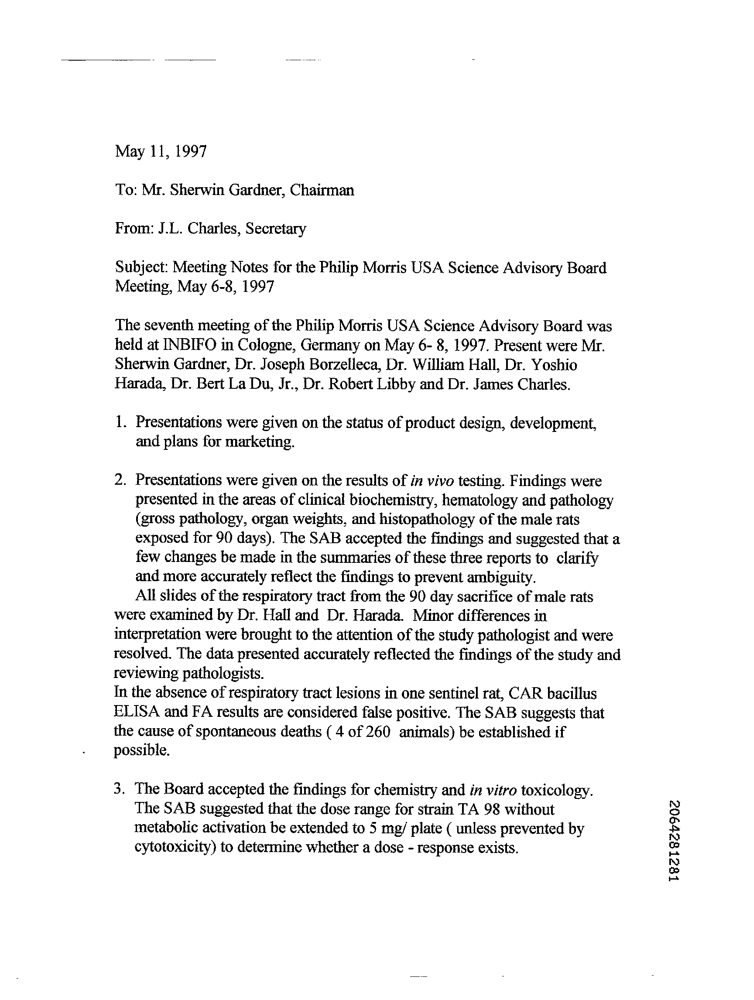 May 11, 1997
To: Mr. Sherwin Gardner, Chairman
From: J.L. Charles, Secretary
Subject: Meeting Notes for the Philip Morris USA Science Advisory Board
Meeting, May 6-8, 1997
The seventh meeting of the Philip Morris USA Science Advisory Board was
held at INBIFO in Cologne, Germany on May 6- 8, 1997. Present were Mr.
Sherwin Gardner, Dr. Joseph Borzelleca, Dr. William Hall, Dr. Yoshio
Harada, Dr. Bert La Du, Jr., Dr. Robert Libby and Dr. James Charles.
1. Presentations were given on the status of product design, development,
and plans for marketing.
2. Presentations were given on the results of in vivo testing. Findings were
presented in the areas of clinical biochemistry, hematology and pathology
(gross pathology, organ weights, and histopathology of the male rats
exposed for 90 days). The SAB accepted the findings and suggested that a
few changes be made in the summaries of these three reports to clarify
and more accurately reflect the findings to prevent ambiguity.
All slides of the respiratory tract from the 90 day sacrifice of male rats
were examined by Dr. Hall and Dr. Harada. Minor differences in
interpretation were brought to the attention of the study pathologist and were
resolved. The data presented accurately reflected the findings of the study and
reviewing pathologists.
In the absence of respiratory tract lesions in one sentinel rat, CAR bacillus
ELISA and FA results are considered false positive. The SAB suggests that
the cause of spontaneous deaths ( 4 of 260 animals) be established if
possible.
3. The Board accepted the findings for chemistry and in vitro toxicology.
The SAB suggested that the dose range for strain TA 98 without
metabolic activation be extended to 5 mg/ plate ( unless prevented by
cytotoxicity) to determine whether a dose - response exists.
2064281281